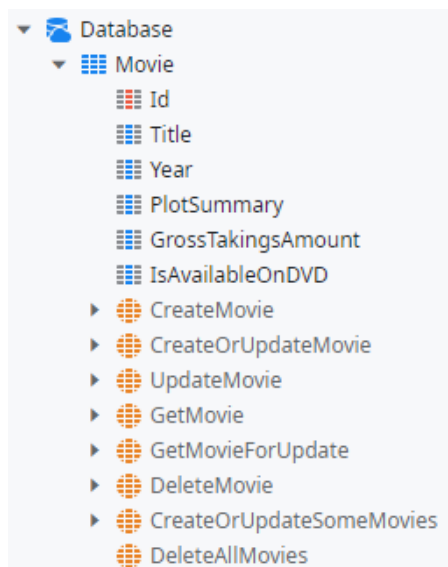 Database
Movie
Id
Title
Year
PlotSummary
GrossTakingsAmount
IsAvailableOnDVD
CreateMovie
CreateOrUpdateMovie
UpdateMovie
GetMovie
GetMovieForUpdate
DeleteMovie
CreateOrUpdateSomeMovies
DeleteAllMovies